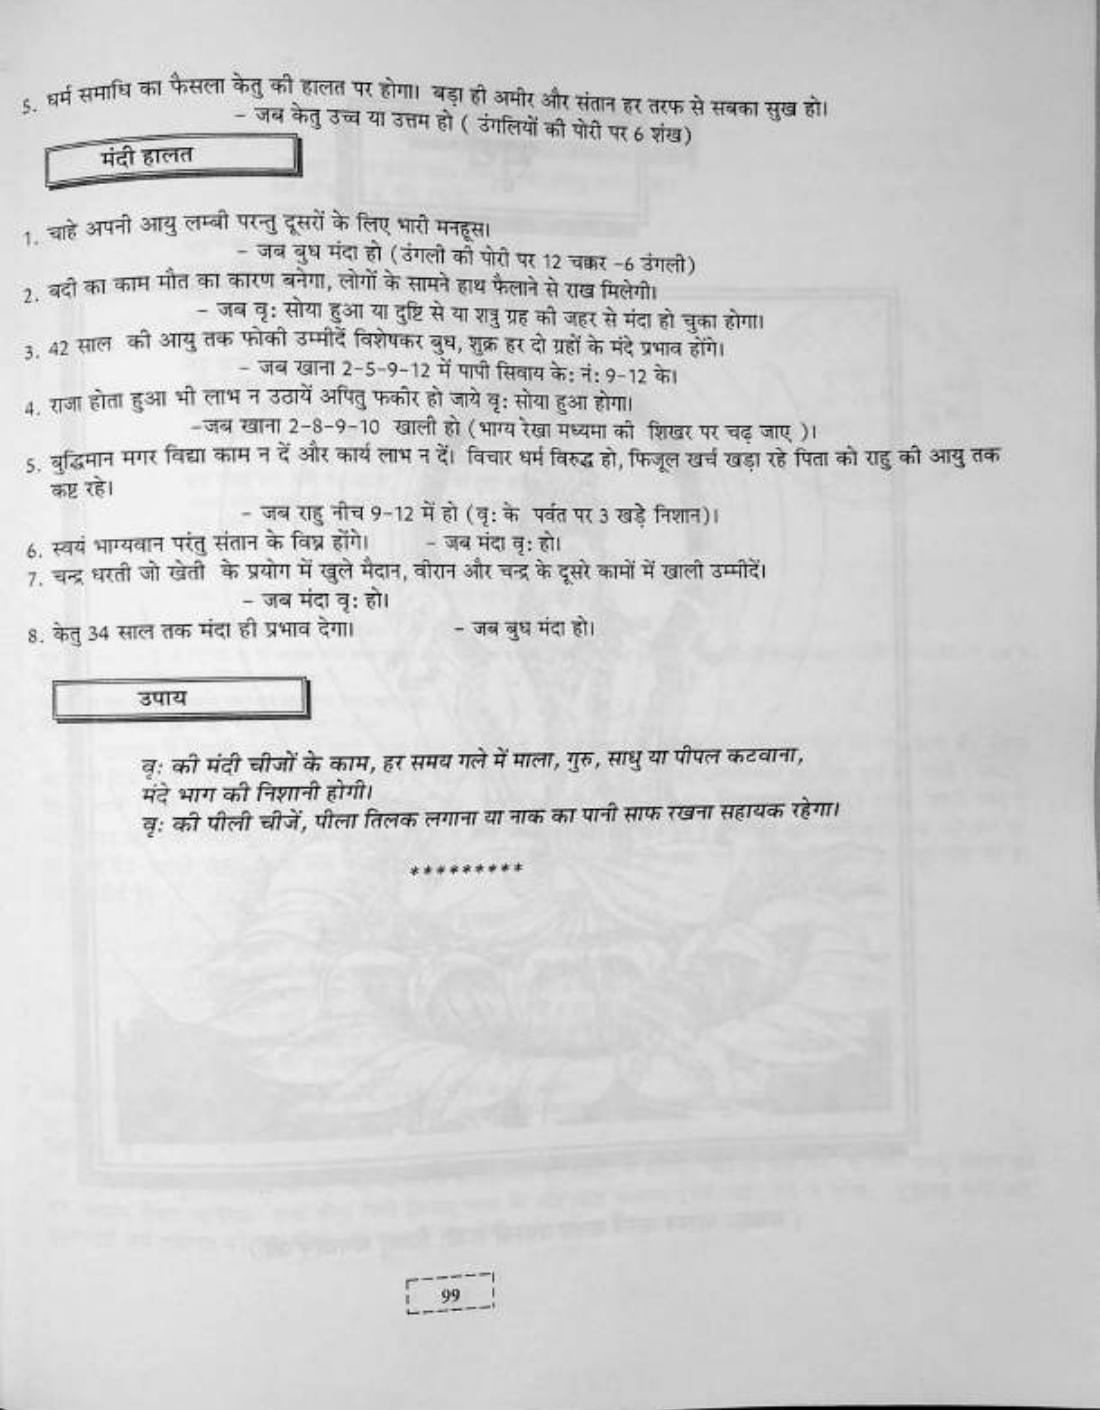 5. धर्म समाधि का फैसला केतु की हालत पर होगा। बड़ा ही अमीर और संतान हर तरफ से सबका सुख हो।
– जब केतु उच्च या उत्तम हो ( उंगलियों की पोरी पर 6 शंख)
मंदी हालत
1. चाहे अपनी आयु लम्बी परन्तु दूसरों के लिए भारी मनहूस।
– जब बुध मंदा हो (उंगली की पोरी पर 12 चक्कर -6 उंगली)
2. बदी का काम मौत का कारण बनेगा, लोगों के सामने हाथ फैलाने से राख मिलेगी।
– जब वृ: सोया हुआ या दुष्टि से या शत्रु ग्रह की जहर से मंदा हो चुका होगा।
3. 42 साल की आयु तक फोकी उम्मीदें विशेषकर बुध, शुक्र हर दो ग्रहों के मंदे प्रभाव होंगे।
– जब खाना 2-5-9-12 में पापी सिवाय के: नं: 9-12 के।
4. राजा होता हुआ भी लाभ न उठायें अपितु फकीर हो जाये वृ: सोया हुआ होगा।
-जब खाना 2-8-9-10 खाली हो (भाग्य रेखा मध्यमा की शिखर पर चढ़ जाए )।
5. बुद्धिमान मगर विद्या काम न दें और कार्य लाभ न दें। विचार धर्म विरुद्ध हो, फिजूल खर्च खड़ा रहे पिता को राहु की आयु तक
कष्ट रहे।
– जब राहु नीच 9-12 में हो (वृ: के पर्वत पर 3 खड़े निशान)।
6. स्वयं भाग्यवान परंतु संतान के विघ्न होंगे। – जब मंदा वृ: हो।
7. चन्द्र धरती जो खेती के प्रयोग में खुले मैदान, वीरान और चन्द्र के दूसरे कामों में खाली उम्मीदें।
– जब मंदा वृ: हो।
8. केतु 34 साल तक मंदा ही प्रभाव देगा। – जब बुध मंदा हो।
उपाय
वृ: की मंदी चीजों के काम, हर समय गले में माला, गुरु, साधु या पीपल कटवाना,
मंदे भाग की निशानी होगी।
वृ: की पीली चीजें, पीला तिलक लगाना या नाक का पानी साफ रखना सहायक रहेगा।
*********
99